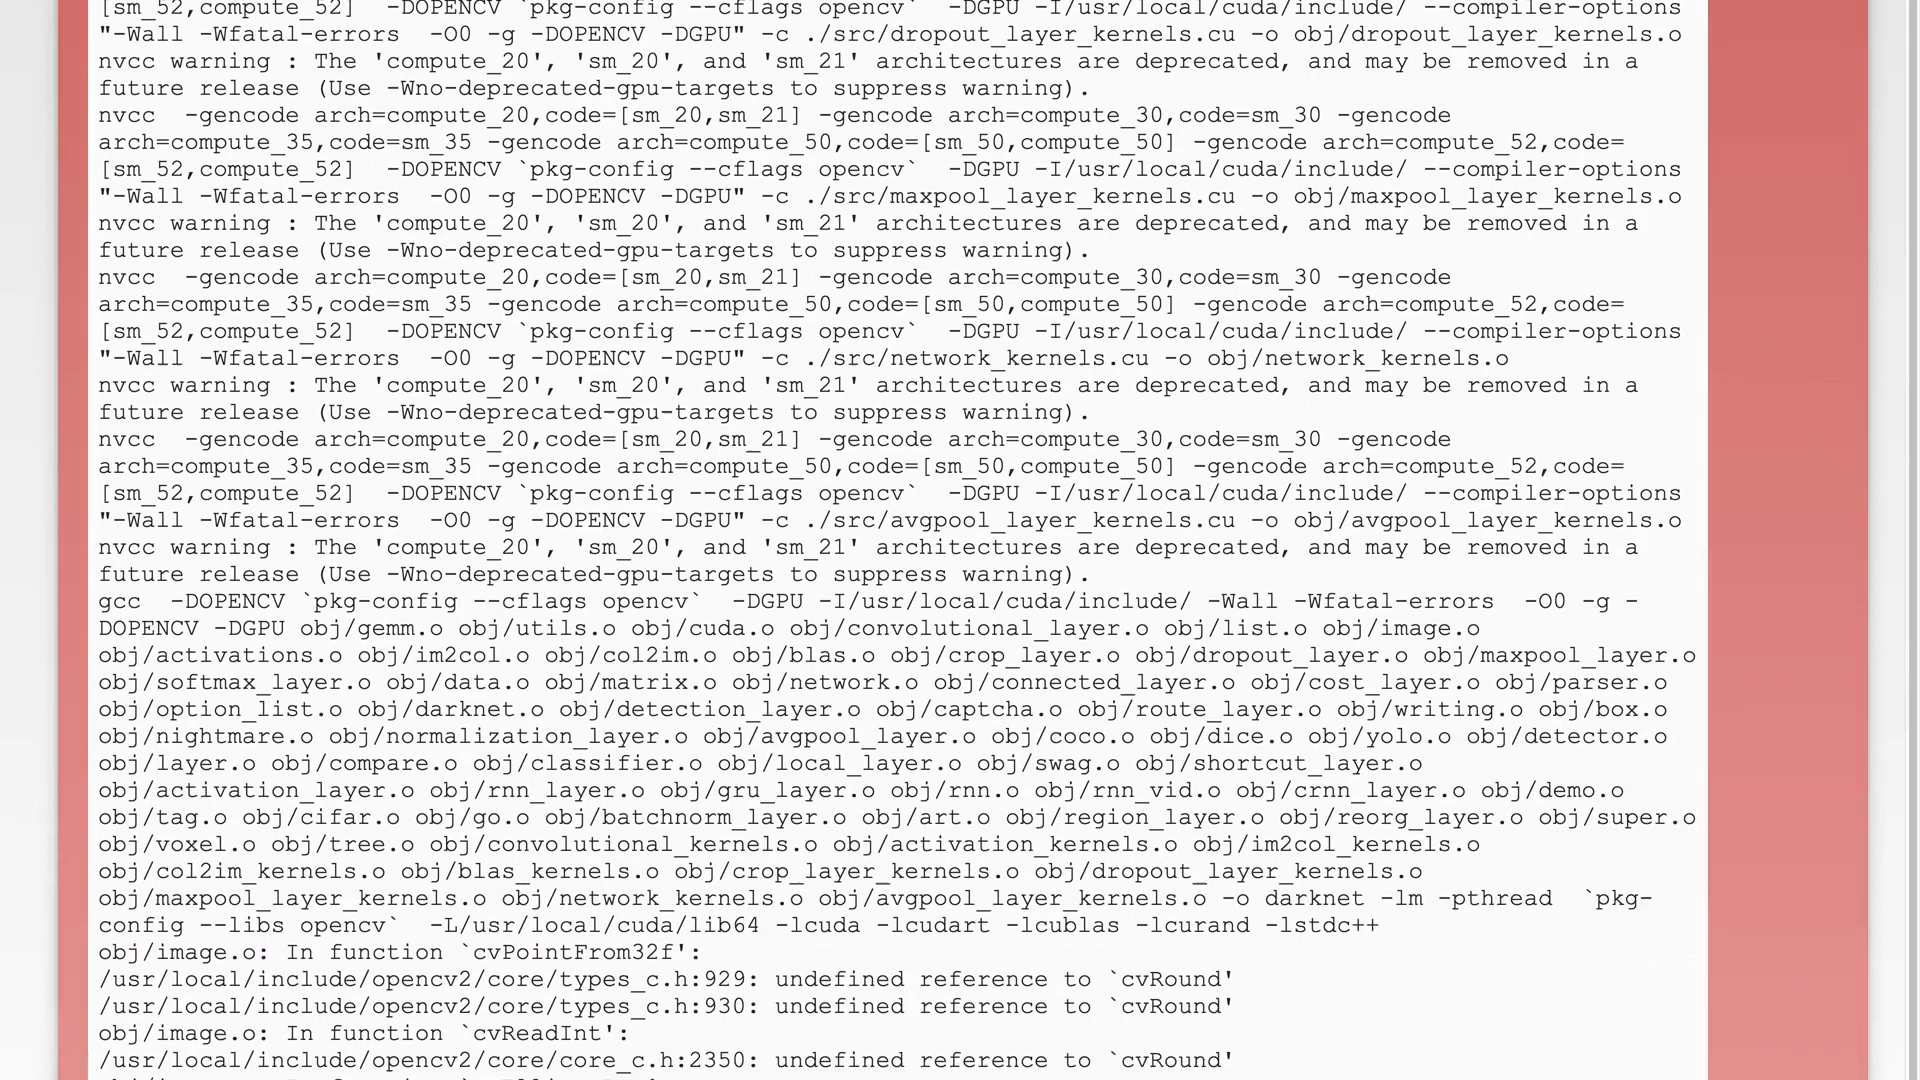 [sm_52,compute_52]  -DOPENCV `pkg-config --cflags opencv`  -DGPU -I/usr/local/cuda/include/ --compiler-options
"-Wall -Wfatal-errors  -O0 -g -DOPENCV -DGPU" -c ./src/dropout_layer_kernels.cu -o obj/dropout_layer_kernels.o
nvcc warning : The 'compute_20', 'sm_20', and 'sm_21' architectures are deprecated, and may be removed in a
future release (Use -Wno-deprecated-gpu-targets to suppress warning).
nvcc  -gencode arch=compute_20,code=[sm_20,sm_21] -gencode arch=compute_30,code=sm_30 -gencode
arch=compute_35,code=sm_35 -gencode arch=compute_50,code=[sm_50,compute_50] -gencode arch=compute_52,code=
[sm_52,compute_52]  -DOPENCV `pkg-config --cflags opencv`  -DGPU -I/usr/local/cuda/include/ --compiler-options
"-Wall -Wfatal-errors  -O0 -g -DOPENCV -DGPU" -c ./src/maxpool_layer_kernels.cu -o obj/maxpool_layer_kernels.o
nvcc warning : The 'compute_20', 'sm_20', and 'sm_21' architectures are deprecated, and may be removed in a
future release (Use -Wno-deprecated-gpu-targets to suppress warning).
nvcc  -gencode arch=compute_20,code=[sm_20,sm_21] -gencode arch=compute_30,code=sm_30 -gencode
arch=compute_35,code=sm_35 -gencode arch=compute_50,code=[sm_50,compute_50] -gencode arch=compute_52,code=
[sm_52,compute_52]  -DOPENCV `pkg-config --cflags opencv`  -DGPU -I/usr/local/cuda/include/ --compiler-options
"-Wall -Wfatal-errors  -O0 -g -DOPENCV -DGPU" -c ./src/network_kernels.cu -o obj/network_kernels.o
nvcc warning : The 'compute_20', 'sm_20', and 'sm_21' architectures are deprecated, and may be removed in a
future release (Use -Wno-deprecated-gpu-targets to suppress warning).
nvcc  -gencode arch=compute_20,code=[sm_20,sm_21] -gencode arch=compute_30,code=sm_30 -gencode
arch=compute_35,code=sm_35 -gencode arch=compute_50,code=[sm_50,compute_50] -gencode arch=compute_52,code=
[sm_52,compute_52]  -DOPENCV `pkg-config --cflags opencv`  -DGPU -I/usr/local/cuda/include/ --compiler-options
"-Wall -Wfatal-errors  -O0 -g -DOPENCV -DGPU" -c ./src/avgpool_layer_kernels.cu -o obj/avgpool_layer_kernels.o
nvcc warning : The 'compute_20', 'sm_20', and 'sm_21' architectures are deprecated, and may be removed in a
future release (Use -Wno-deprecated-gpu-targets to suppress warning).
gcc  -DOPENCV `pkg-config --cflags opencv`  -DGPU -I/usr/local/cuda/include/ -Wall -Wfatal-errors  -O0 -g -
DOPENCV -DGPU obj/gemm.o obj/utils.o obj/cuda.o obj/convolutional_layer.o obj/list.o obj/image.o
obj/activations.o obj/im2col.o obj/col2im.o obj/blas.o obj/crop_layer.o obj/dropout_layer.o obj/maxpool_layer.o
obj/softmax_layer.o obj/data.o obj/matrix.o obj/network.o obj/connected_layer.o obj/cost_layer.o obj/parser.o
obj/option_list.o obj/darknet.o obj/detection_layer.o obj/captcha.o obj/route_layer.o obj/writing.o obj/box.o
obj/nightmare.o obj/normalization_layer.o obj/avgpool_layer.o obj/coco.o obj/dice.o obj/yolo.o obj/detector.o
obj/layer.o obj/compare.o obj/classifier.o obj/local_layer.o obj/swag.o obj/shortcut_layer.o
obj/activation_layer.o obj/rnn_layer.o obj/gru_layer.o obj/rnn.o obj/rnn_vid.o obj/crnn_layer.o obj/demo.o
obj/tag.o obj/cifar.o obj/go.o obj/batchnorm_layer.o obj/art.o obj/region_layer.o obj/reorg_layer.o obj/super.o
obj/voxel.o obj/tree.o obj/convolutional_kernels.o obj/activation_kernels.o obj/im2col_kernels.o
obj/col2im_kernels.o obj/blas_kernels.o obj/crop_layer_kernels.o obj/dropout_layer_kernels.o
obj/maxpool_layer_kernels.o obj/network_kernels.o obj/avgpool_layer_kernels.o -o darknet -lm -pthread  `pkg-
config --libs opencv`  -L/usr/local/cuda/lib64 -lcuda -lcudart -lcublas -lcurand -lstdc++
obj/image.o: In function `cvPointFrom32f':
/usr/local/include/opencv2/core/types_c.h:929: undefined reference to `cvRound'
/usr/local/include/opencv2/core/types_c.h:930: undefined reference to `cvRound'
obj/image.o: In function `cvReadInt':
/usr/local/include/opencv2/core/core_c.h:2350: undefined reference to `cvRound'